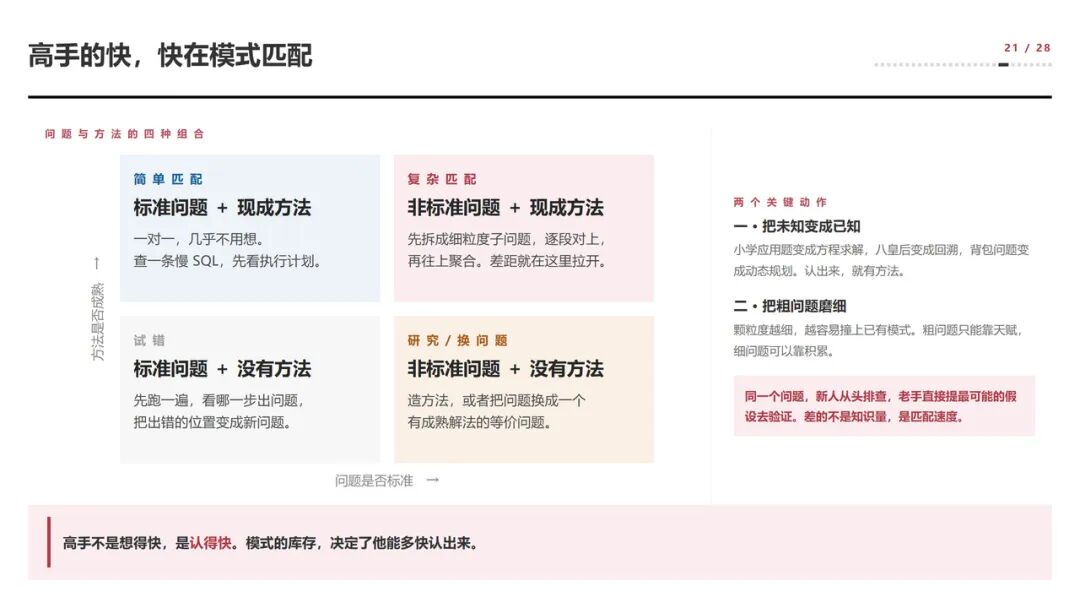 高手的快，快在模式匹配
21 / 28
问题与方法的四种组合
方法是否成熟 →
简单匹配
标准问题 + 现成方法
一对一，几乎不用想。
查一条慢 SQL，先看执行计划。
复杂匹配
非标准问题 + 现成方法
先拆成细粒度子问题，逐段对上，
再往上聚合。差距就在这里拉开。
试错
标准问题 + 没有方法
先跑一遍，看哪一步出问题，
把出错的位置变成新问题。
研究 / 换问题
非标准问题 + 没有方法
造方法，或者把问题换成一个
有成熟解法的等价问题。
问题是否标准 →
两个关键动作
一 · 把未知变成已知
小学应用题变成方程求解，八皇后变成回溯，背包问题变
成动态规划。认出来，就有方法。
二 · 把粗问题磨细
颗粒度越细，越容易撞上已有模式。粗问题只能靠天赋，
细问题可以靠积累。
同一个问题，新人从头排查，老手直接提最可能的假
设去验证。差的不是知识量，是匹配速度。
高手不是想得快，是认得快。模式的库存，决定了他能多快认出来。